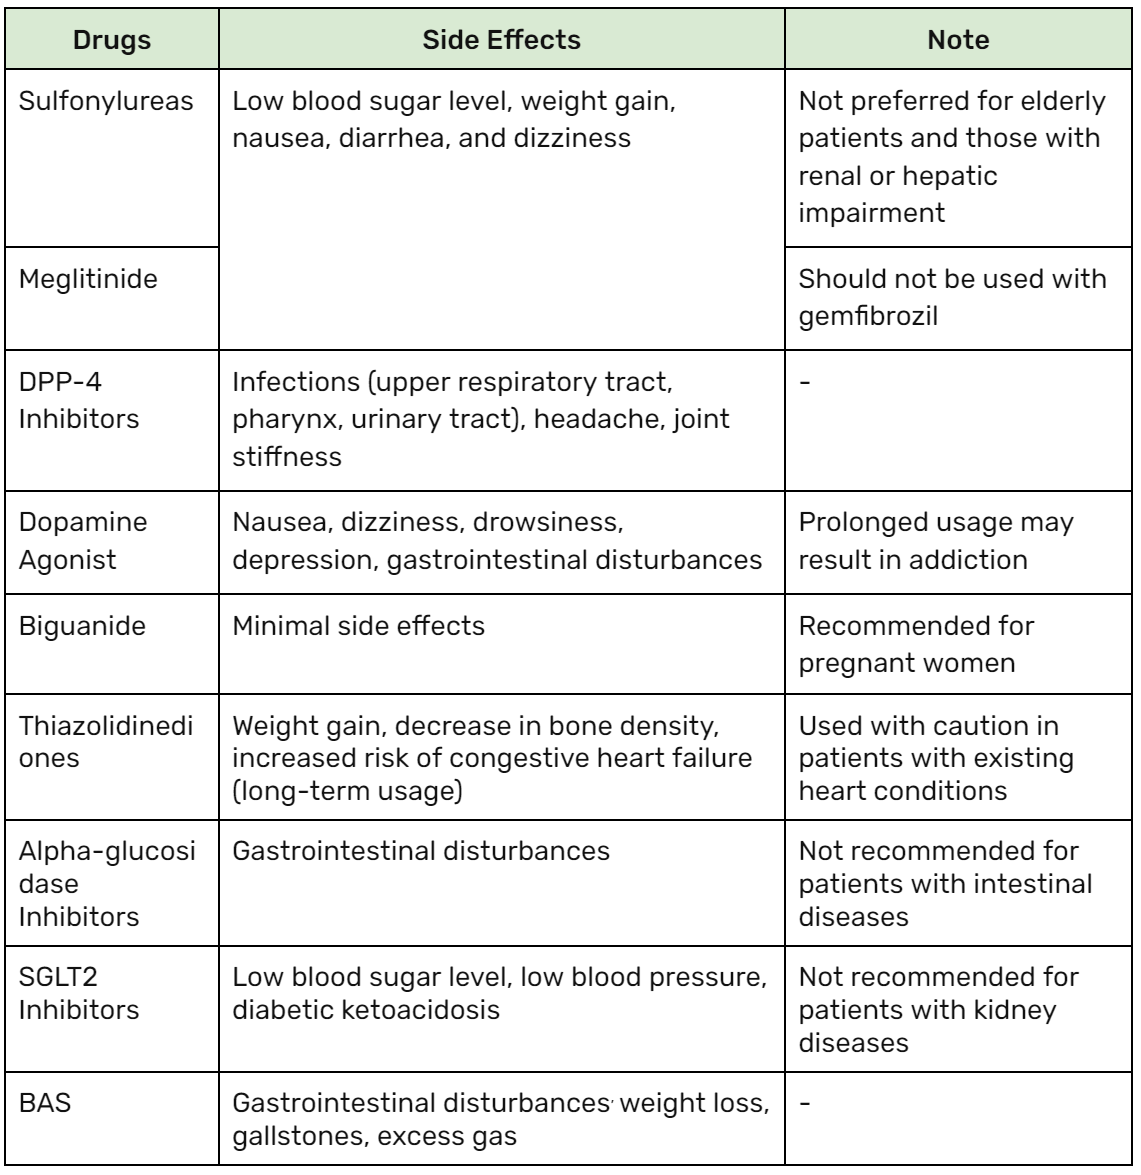 Drugs
Side Effects
Note
Sulfonylureas
Low blood sugar level, weight gain,
nausea, diarrhea, and dizziness
Not preferred for elderly
patients and those with
renal or hepatic
impairment
Meglitinide
Should not be used with
gemfibrozil
DPP-4
Inhibitors
Infections (upper respiratory tract,
pharynx, urinary tract), headache, joint
stiffness
-
Dopamine
Agonist
Nausea, dizziness, drowsiness,
depression, gastrointestinal disturbances
Prolonged usage may
result in addiction
Biguanide
Minimal side effects
Recommended for
pregnant women
Thiazolidinedi
ones
Weight gain, decrease in bone density,
increased risk of congestive heart failure
(long-term usage)
Used with caution in
patients with existing
heart conditions
Alpha-glucosi
dase
Inhibitors
Gastrointestinal disturbances
Not recommended for
patients with intestinal
diseases
SGLT2
Inhibitors
Low blood sugar level, low blood pressure,
diabetic ketoacidosis
Not recommended for
patients with kidney
diseases
BAS
Gastrointestinal disturbances, weight loss,
gallstones, excess gas
-